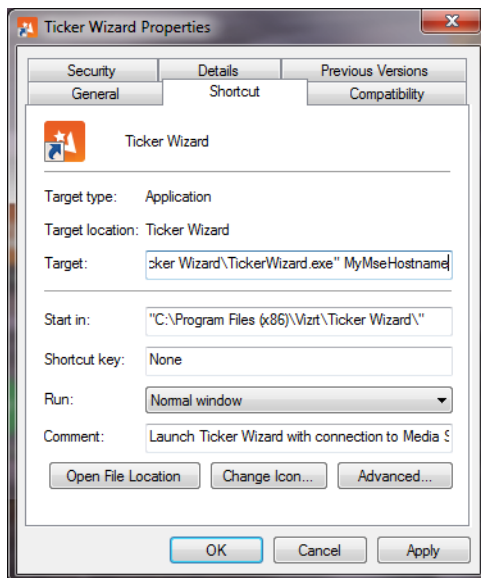 Ticker Wizard Properties
Security Details Previous Versions
General Shortcut Compatibility
Ticker Wizard
Target type: Application
Target location: Ticker Wizard
Target: cker Wizard\TickerWizard.exe" MyMseHostname
Start in: "C:\Program Files (x86)\Vizrt\Ticker Wizard\"
Shortcut key: None
Run: Normal window
Comment: Launch Ticker Wizard with connection to Media S
Open File Location Change Icon... Advanced...
OK Cancel Apply